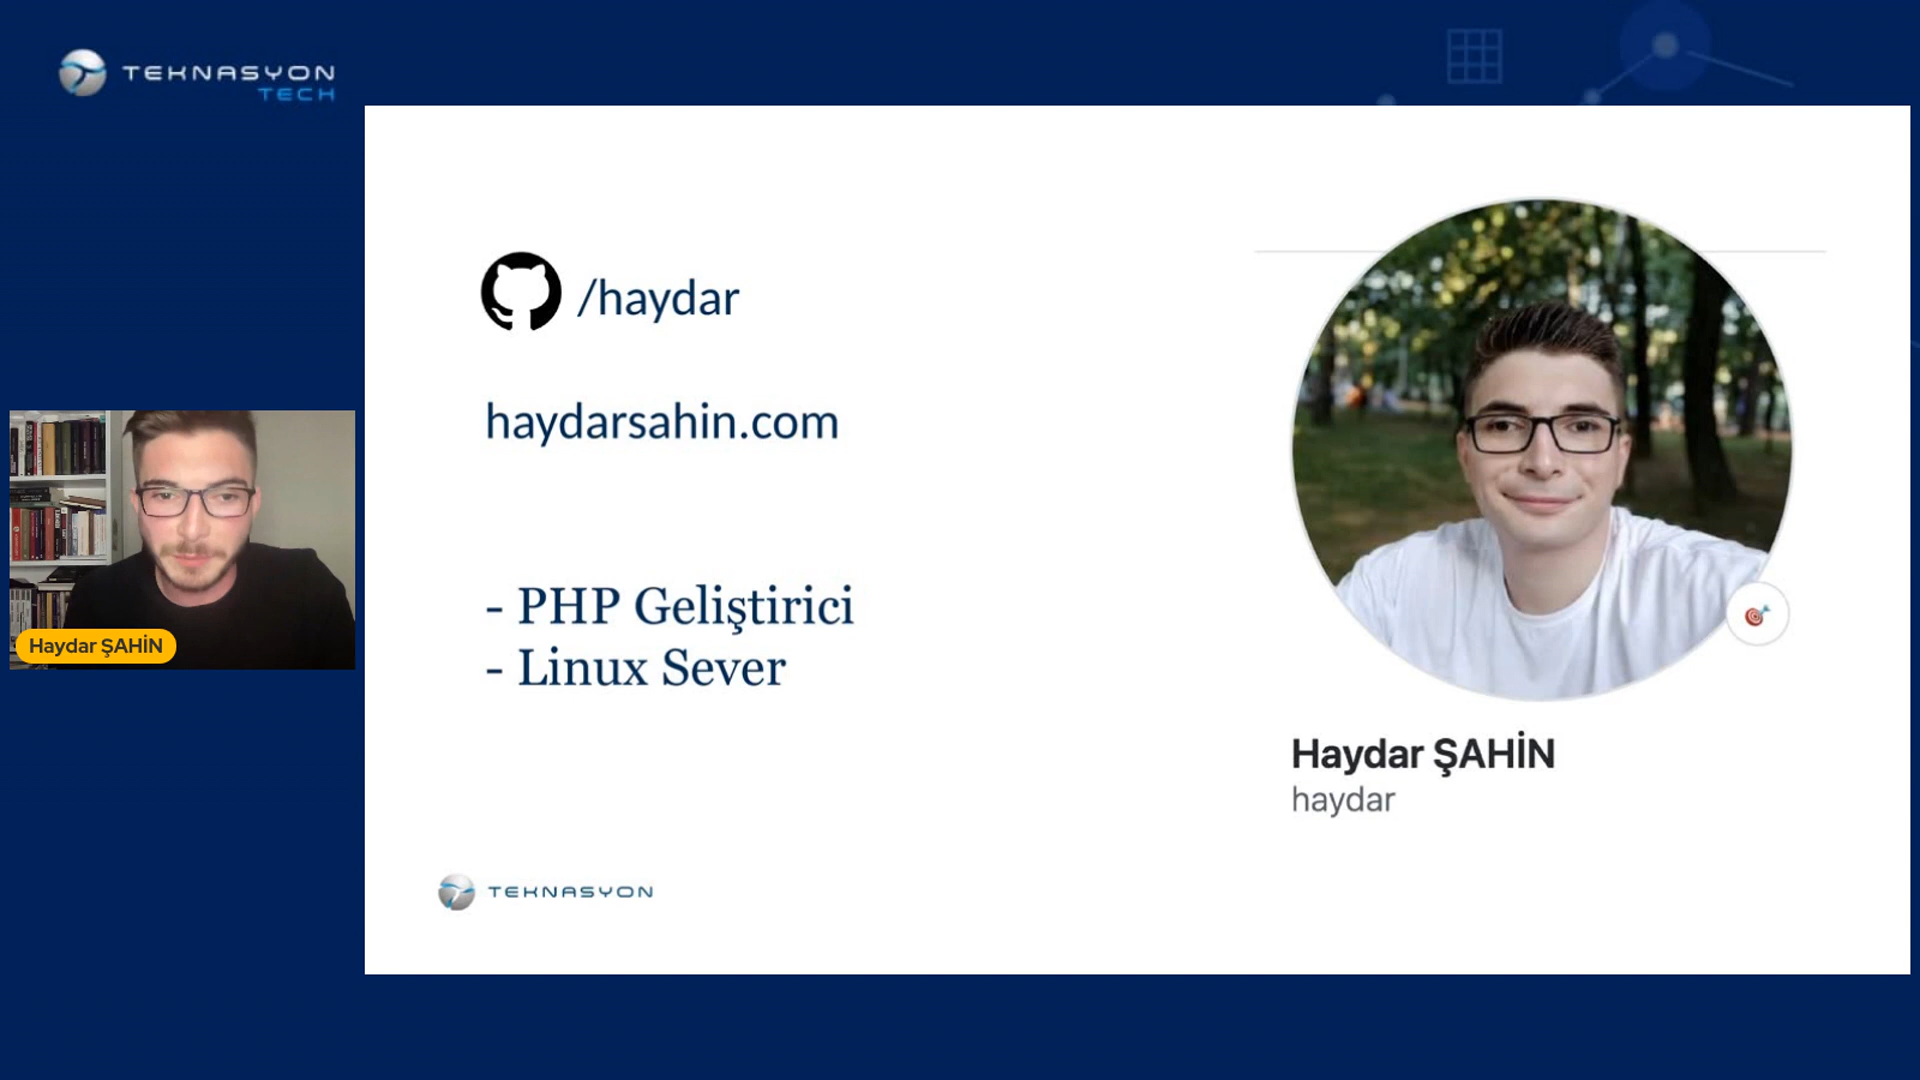 TEKNASYON
TECH
/haydar
haydarsahin.com
- PHP Geliştirici
- Linux Sever
Haydar ŞAHİN
Haydar ŞAHİN
haydar
TEKNASYON